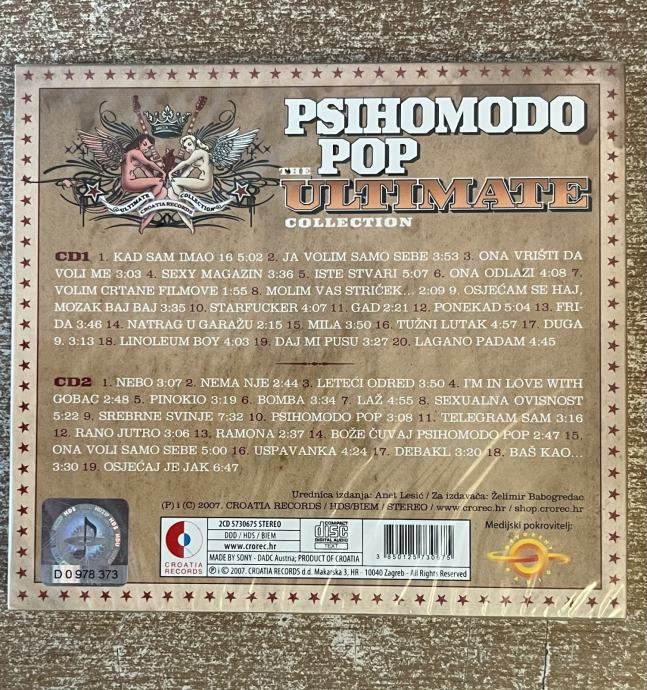 PSIHOMODO
POP
THE
ULTIMATE
COLLECTION
ULTIMATE COLLECTION
CROATIA RECORDS
CD1 1. KAD SAM IMAO 16 5:02 2. JA VOLIM SAMO SEBE 3:53 3. ONA VRIŠTI DA
VOLI ME 3:03 4. SEXY MAGAZIN 3:36 5. ISTE STVARI 5:07 6. ONA ODLAZI 4:08 7.
VOLIM CRTANE FILMOVE 1:55 8. MOLIM VAS STRIČEK... 2:09 9. OSJEĆAM SE HAJ,
MOZAK BAJ BAJ 3:35 10. STARFUCKER 4:07 11. GAD 2:21 12. PONEKAD 5:04 13. FRI-
DA 3:46 14. NATRAG U GARAŽU 2:15 15. MILA 3:50 16. TUŽNI LUTAK 4:57 17. DUGA
9. 3:13 18. LINOLEUM BOY 4:03 19. DAJ MI PUSU 3:27 20. LAGANO PADAM 4:45
CD2 1. NEBO 3:07 2. NEMA NJE 2:44 3. LETEĆI ODRED 3:50 4. I'M IN LOVE WITH
GOBAC 2:48 5. PINOKIO 3:19 6. BOMBA 3:34 7. LAŽ 4:55 8. SEXUALNA OVISNOST
5:22 9. SREBRNE SVINJE 7:32 10. PSIHOMODO POP 3:08 11. TELEGRAM SAM 3:16
12. RANO JUTRO 3:06 13. RAMONA 2:37 14. BOŽE ČUVAJ PSIHOMODO POP 2:47 15.
ONA VOLI SAMO SEBE 5:00 16. USPAVANKA 4:24 17. DEBAKL 3:20 18. BAŠ KAO...
3:30 19. OSJEĆAJ JE JAK 6:47
Urednica izdanja: Anet Lesić / Za izdavača: Želimir Babogredac
(P) i (C) 2007. CROATIA RECORDS / HDS/BIEM / STEREO / www.crorec.hr / shop.crorec.hr
D 0 978 373
CROATIA
RECORDS
2CD 5730675 STEREO
DDD / HDS / BIEM
www.crorec.hr
MADE BY SONY - DADC Austria; PRODUCT OF CROATIA
COMPACT
disc
DIGITAL AUDIO
TEXT
3 850125 730675
Ⓟ i © 2007. CROATIA RECORDS d.d. Makarska 3, HR - 10040 Zagreb - All Rights Reserved
Medijski pokrovitelj: